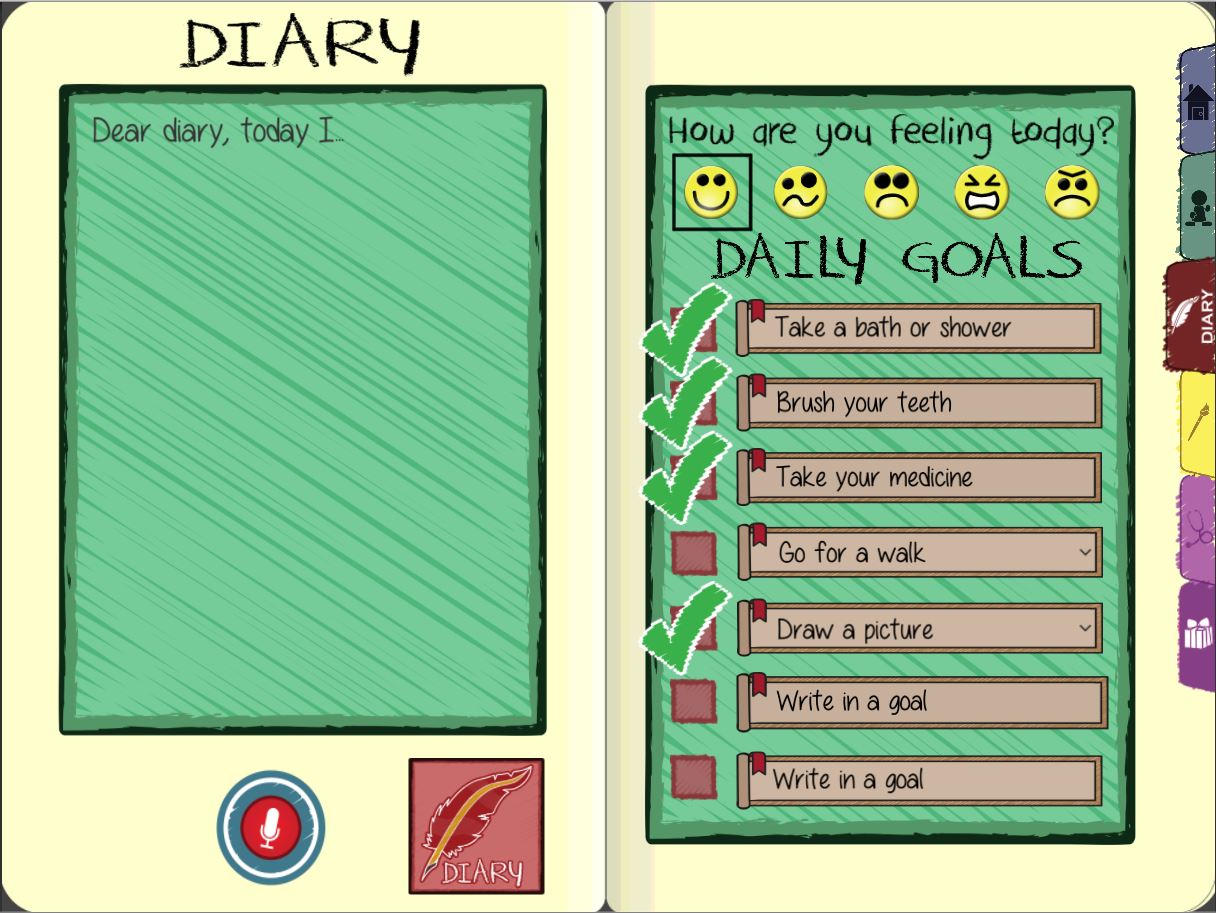 DIARY
Dear diary, today I...
DIARY
How are you feeling today?
DAILY GOALS
Take a bath or shower
Brush your teeth
Take your medicine
Go for a walk
Draw a picture
Write in a goal
Write in a goal
DIARY